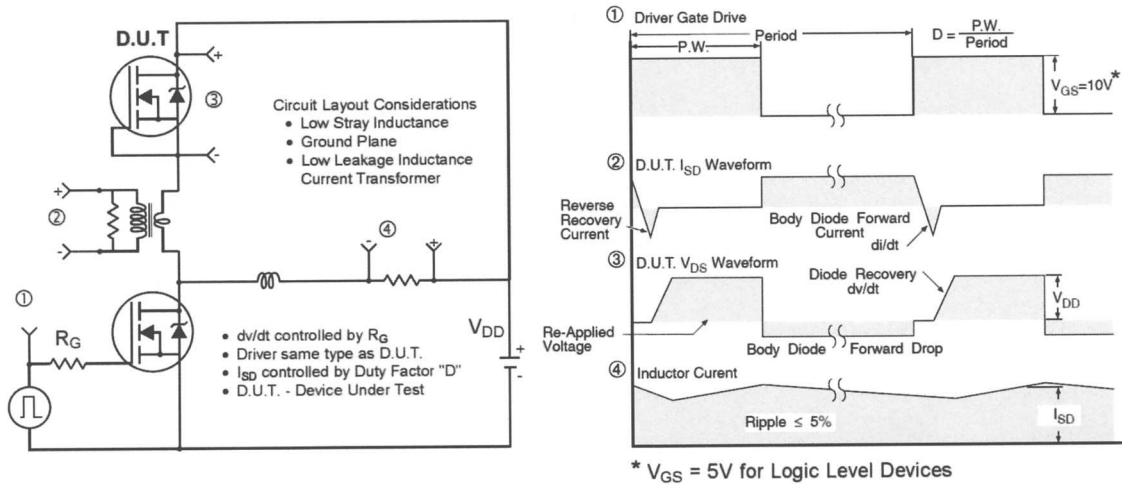 D.U.T
+
③
-
Circuit Layout Considerations
• Low Stray Inductance
• Ground Plane
• Low Leakage Inductance
Current Transformer
+
②
-
④
-
+
①
R_G
V_DD
+
-
• dv/dt controlled by R_G
• Driver same type as D.U.T.
• I_SD controlled by Duty Factor "D"
• D.U.T. - Device Under Test
① Driver Gate Drive
P.W.
Period
D = P.W. / Period
V_GS=10V*
② D.U.T. I_SD Waveform
Reverse
Recovery
Current
Body Diode Forward
Current
di/dt
③ D.U.T. V_DS Waveform
Diode Recovery
dv/dt
V_DD
Re-Applied
Voltage
Body Diode Forward Drop
④ Inductor Curent
Ripple ≤ 5%
I_SD
* V_GS = 5V for Logic Level Devices